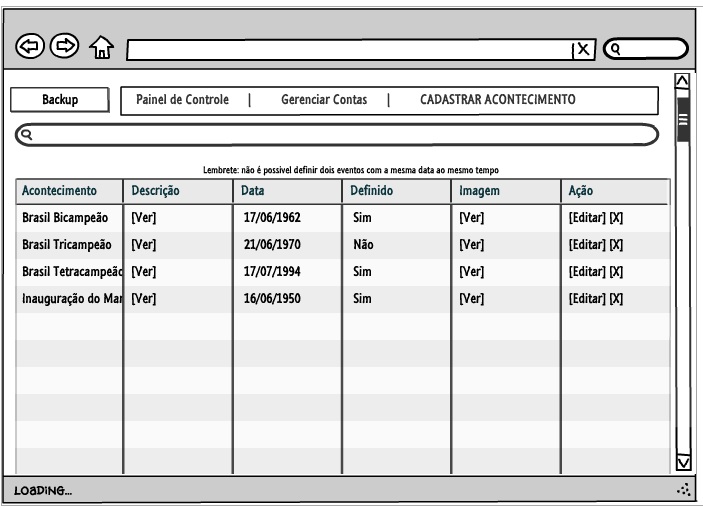 Backup
Painel de Controle | Gerenciar Contas | CADASTRAR ACONTECIMENTO
Lembrete: não é possivel definir dois eventos com a mesma data ao mesmo tempo
Acontecimento Descrição Data Definido Imagem Ação
Brasil Bicampeão [Ver] 17/06/1962 Sim [Ver] [Editar] [X]
Brasil Tricampeão [Ver] 21/06/1970 Não [Ver] [Editar] [X]
Brasil Tetracampeão [Ver] 17/07/1994 Sim [Ver] [Editar] [X]
Inauguração do Mar [Ver] 16/06/1950 Sim [Ver] [Editar] [X]
LOADING...